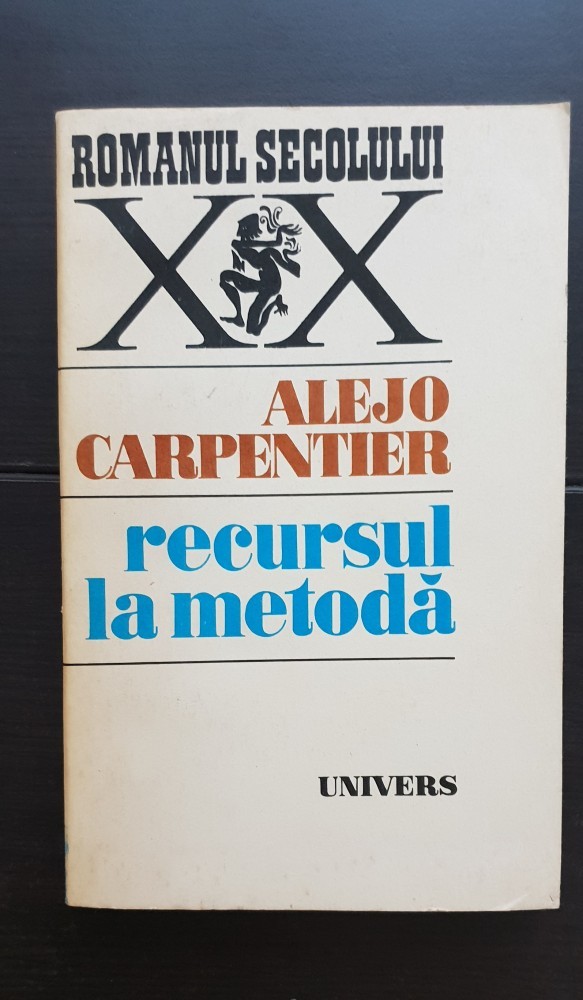 ROMANUL SECOLULUI
XX
ALEJO
CARPENTIER
recursul
la metodă
UNIVERS